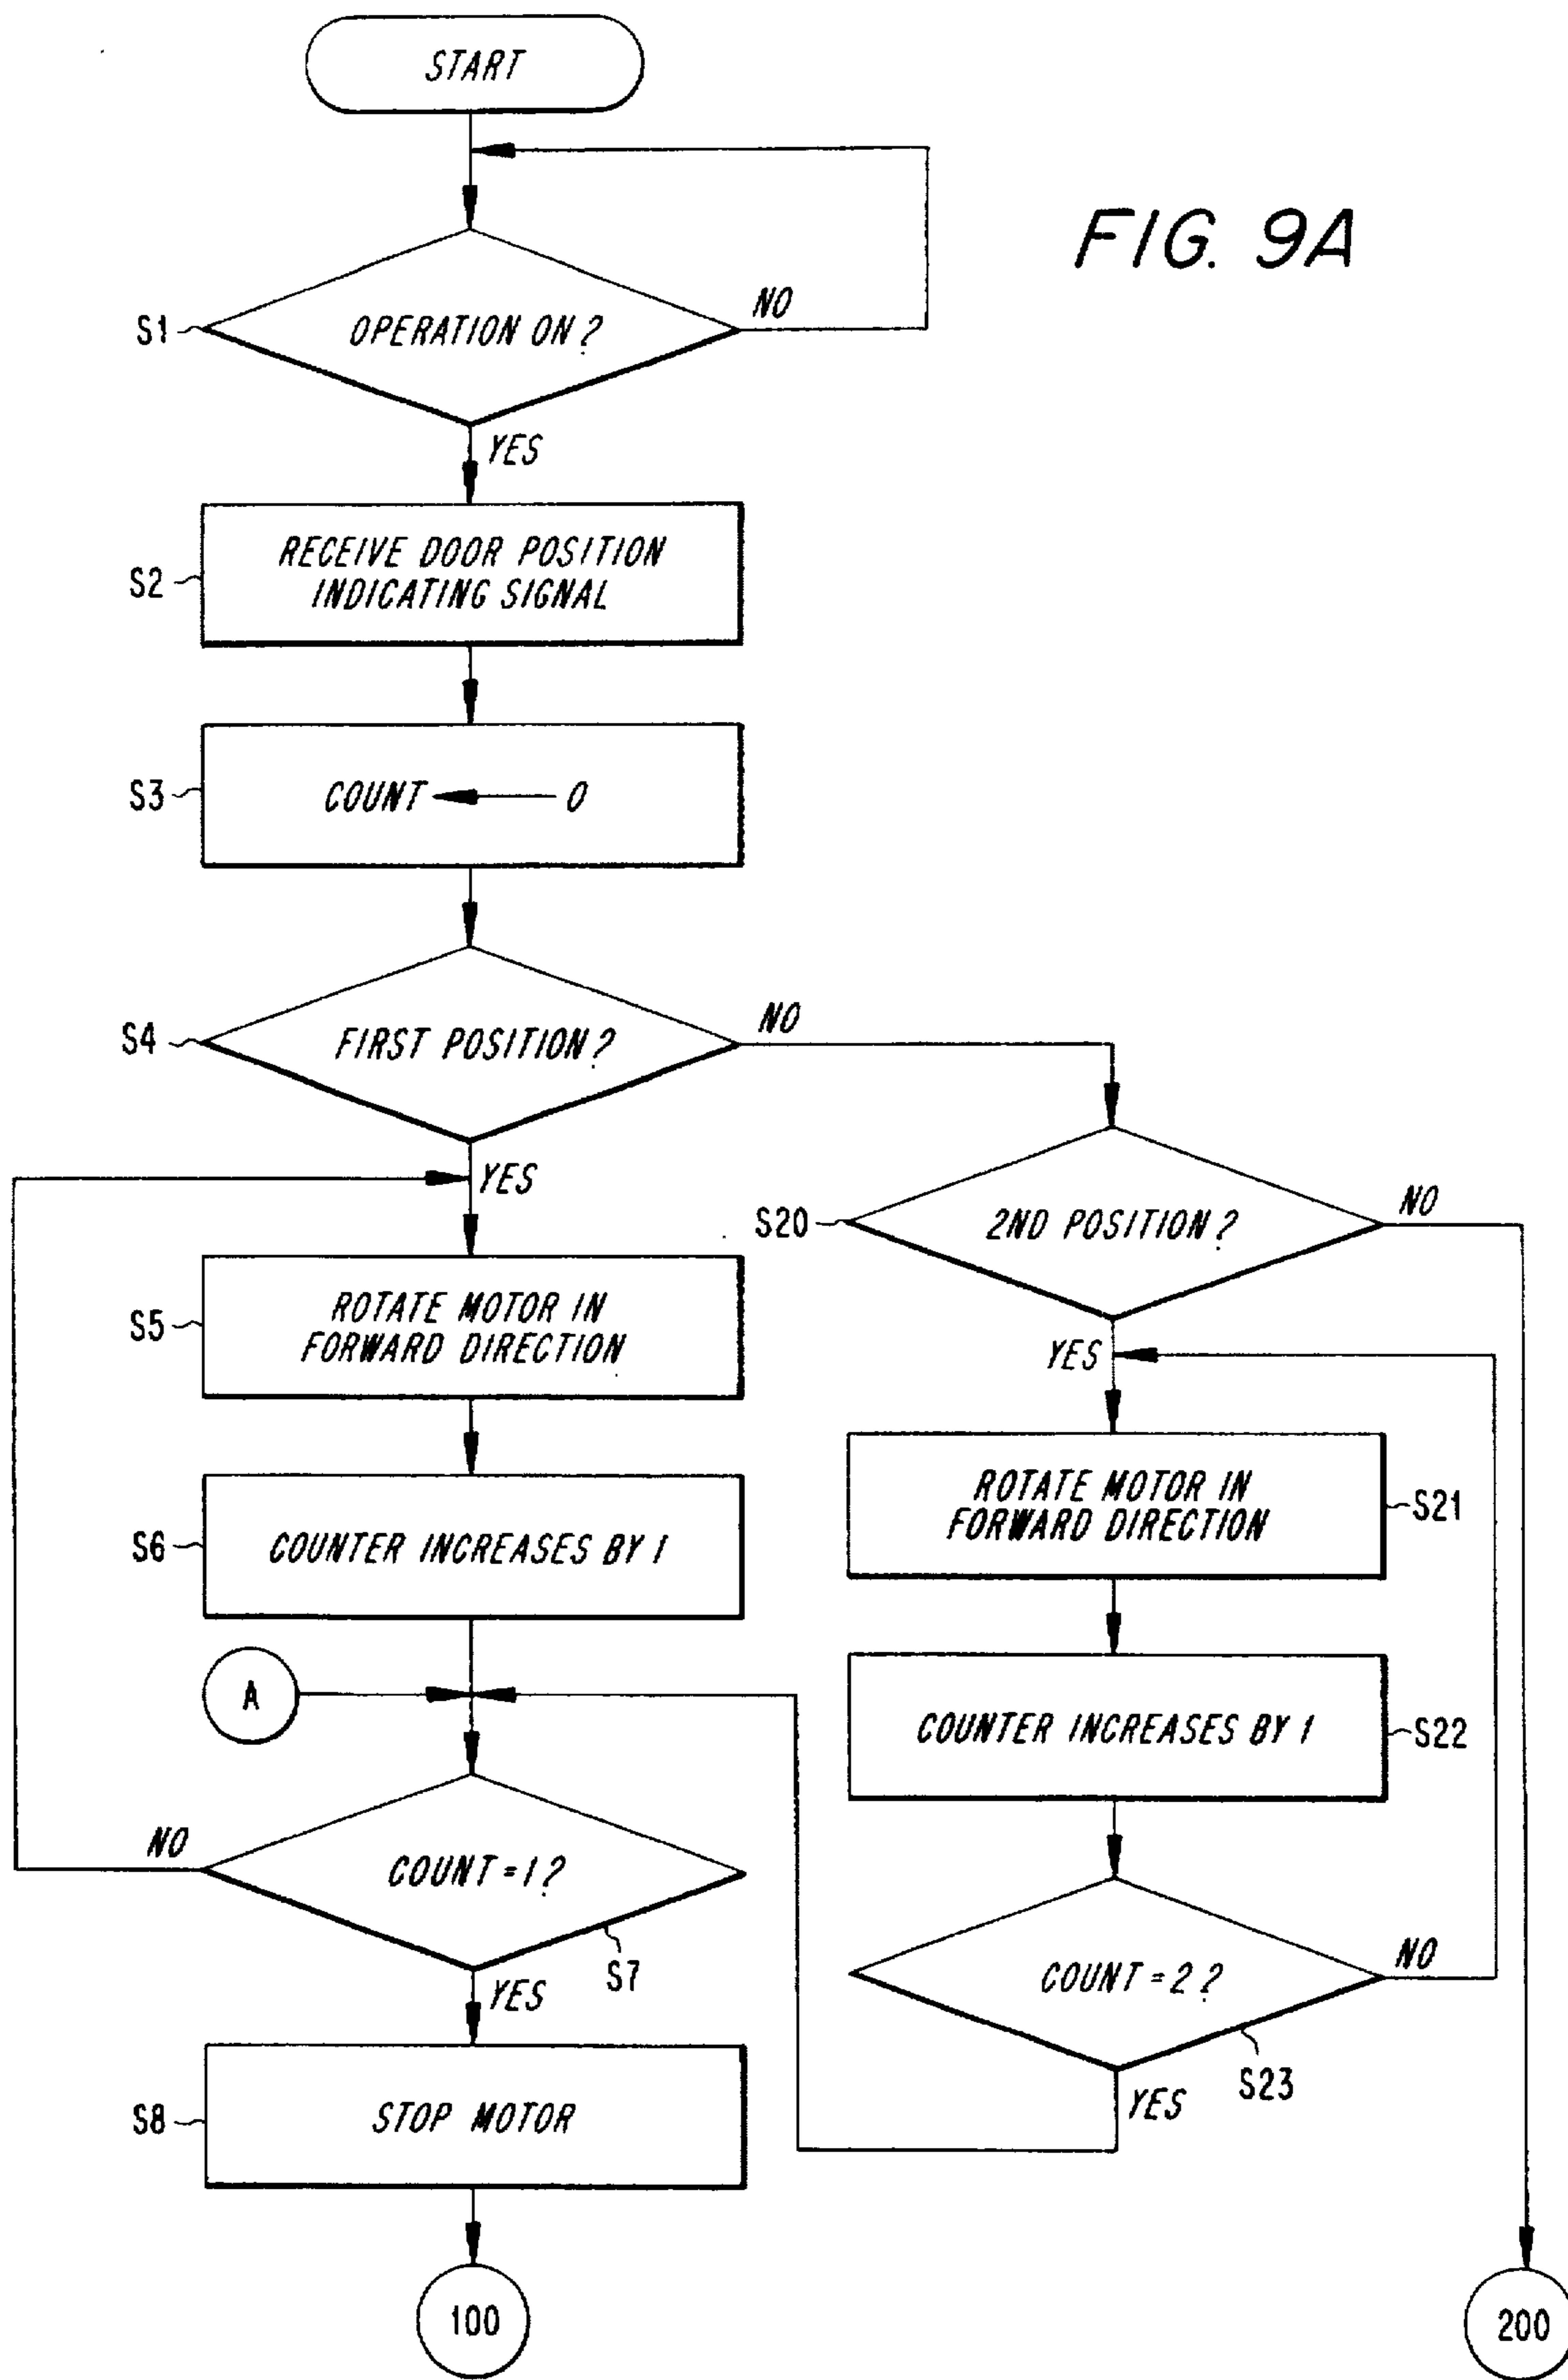 START
FIG. 9A
S1
OPERATION ON?
NO
YES
S2
RECEIVE DOOR POSITION
INDICATING SIGNAL
S3
COUNT ← 0
S4
FIRST POSITION?
NO
YES
S20
2ND POSITION?
NO
YES
S5
ROTATE MOTOR IN
FORWARD DIRECTION
ROTATE MOTOR IN
FORWARD DIRECTION
S21
S6
COUNTER INCREASES BY 1
A
COUNTER INCREASES BY 1
S22
NO
COUNT=1?
S7
YES
COUNT=2?
NO
S23
YES
S8
STOP MOTOR
100
200